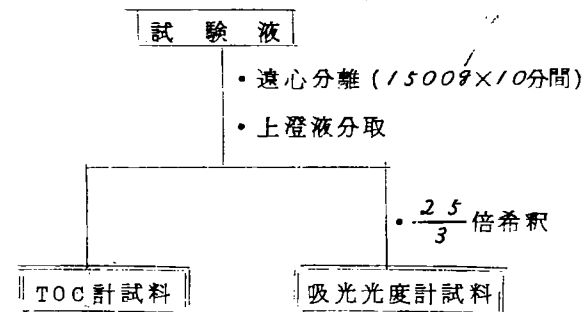 試験液
・遠心分離(1500g×10分間)
・上澄液分取
・25/3倍希釈
TOC計試料
吸光光度計試料